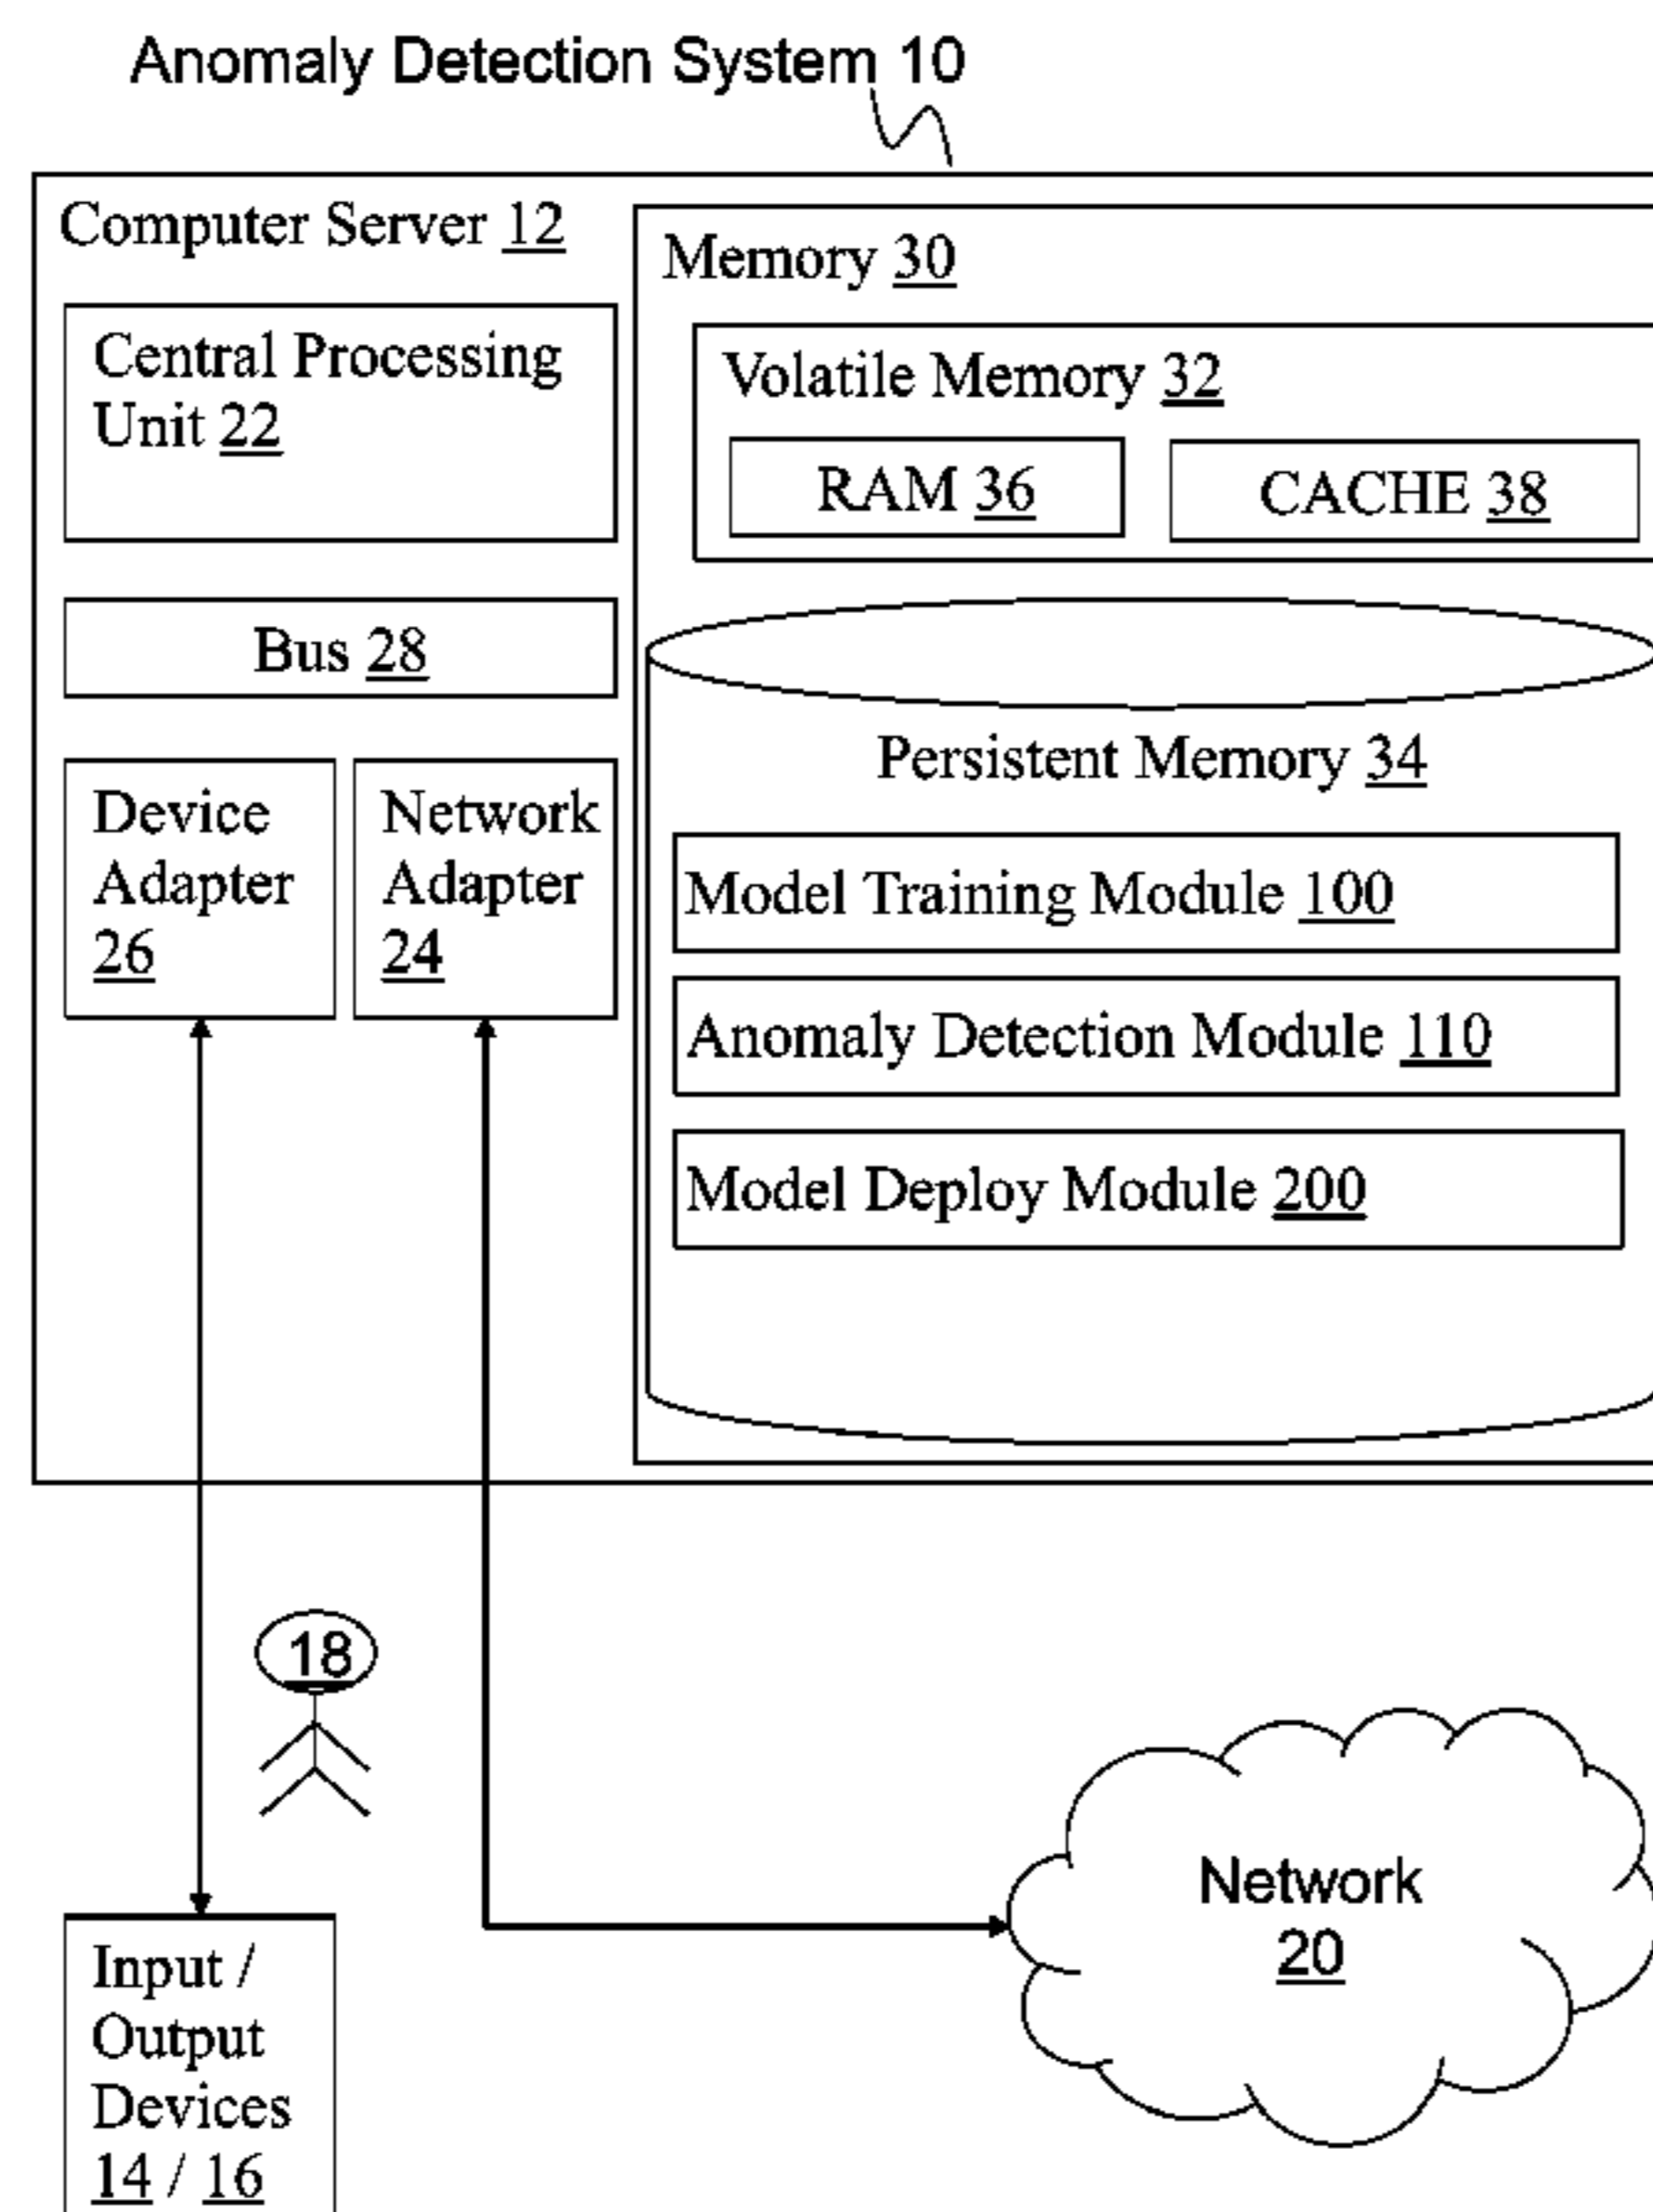 Anomaly Detection System 10
Computer Server 12
Central Processing
Unit 22
Bus 28
Device
Adapter
26
Network
Adapter
24
Memory 30
Volatile Memory 32
RAM 36
CACHE 38
Persistent Memory 34
Model Training Module 100
Anomaly Detection Module 110
Model Deploy Module 200
18
Input /
Output
Devices
14 / 16
Network
20